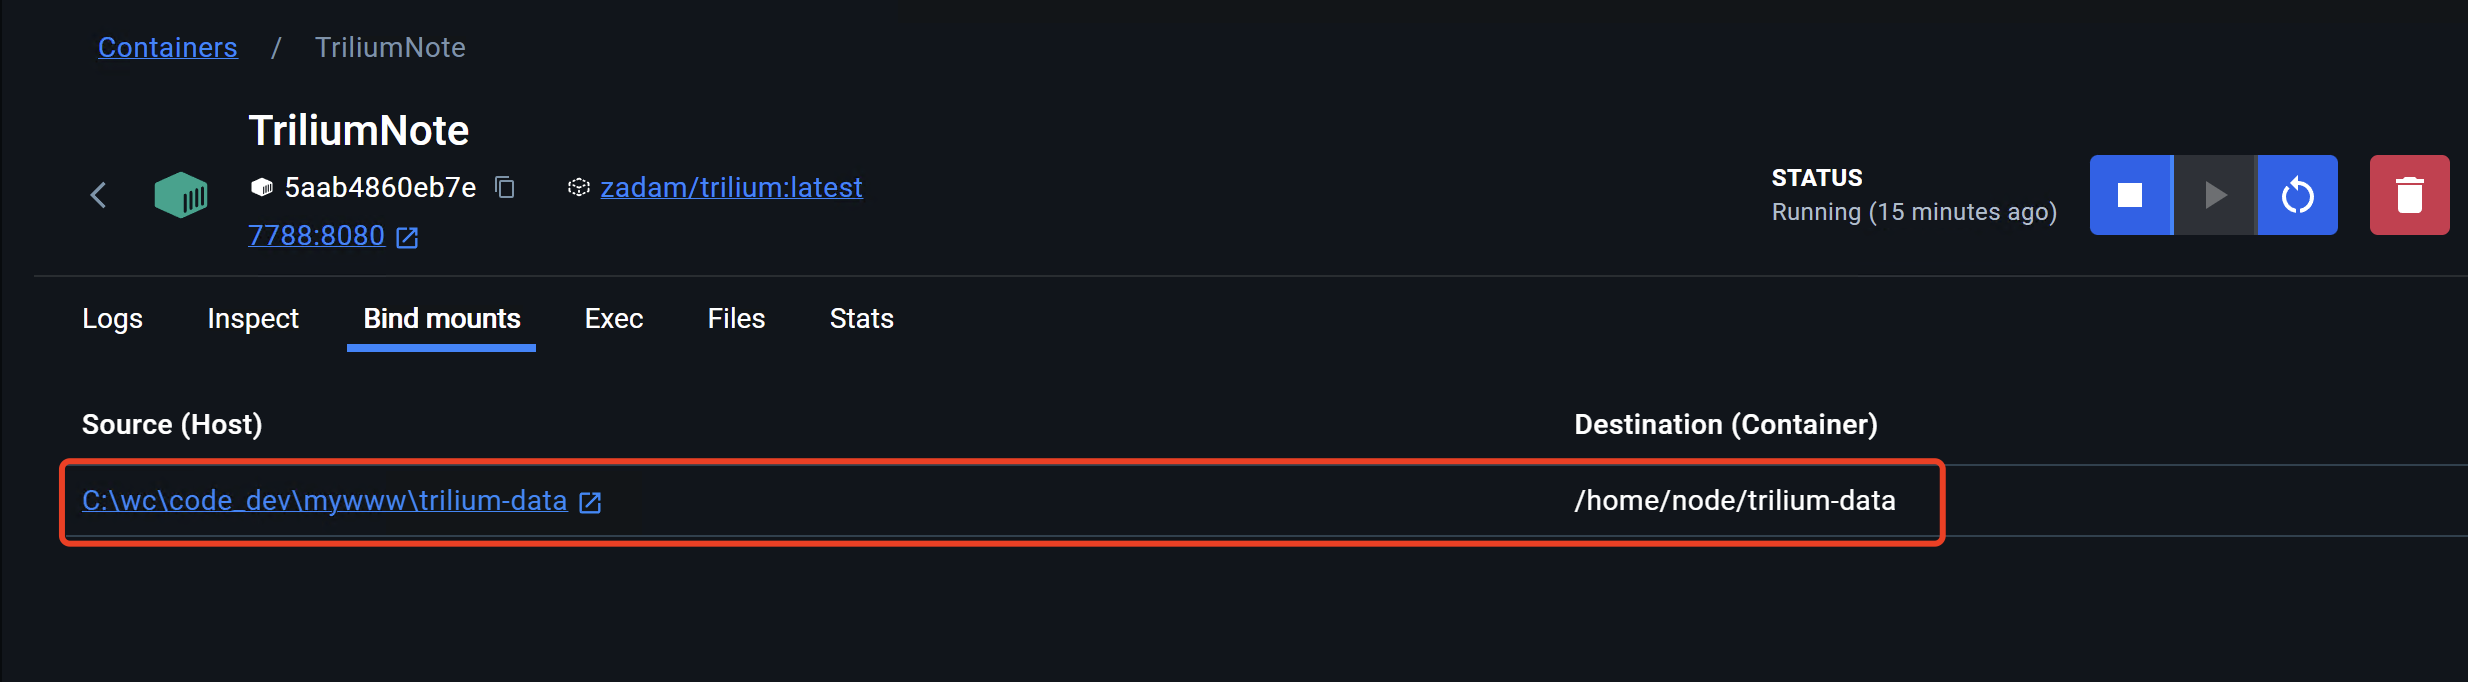 Containers / TriliumNote
TriliumNote
5aab4860eb7e zadam/trilium:latest
7788:8080
STATUS
Running (15 minutes ago)
Logs Inspect Bind mounts Exec Files Stats
Source (Host) Destination (Container)
C:\wc\code_dev\mywww\trilium-data /home/node/trilium-data